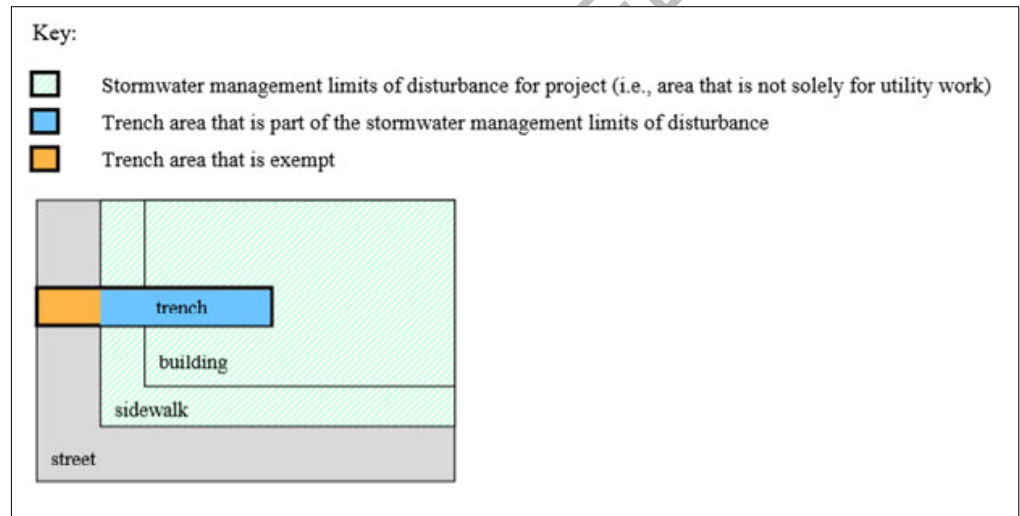 Key:
Stormwater management limits of disturbance for project (i.e., area that is not solely for utility work)
Trench area that is part of the stormwater management limits of disturbance
Trench area that is exempt
trench
building
sidewalk
street